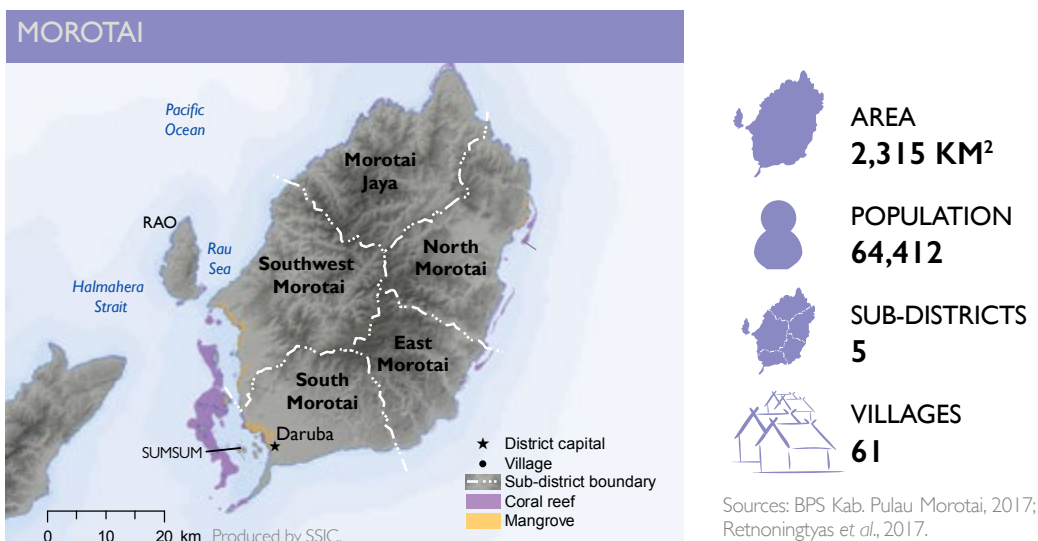 MOROTAI
Pacific
Ocean
Morotai
Jaya
RAO
Rau
Sea
North
Morotai
Southwest
Morotai
Halmahera
Strait
East
Morotai
South
Morotai
Daruba
SUMSUM
District capital
Village
Sub-district boundary
Coral reef
Mangrove
0 10 20 km
Produced by SSIC.
AREA
2,315 KM²
POPULATION
64,412
SUB-DISTRICTS
5
VILLAGES
61
Sources: BPS Kab. Pulau Morotai, 2017;
Retnoningtyas et al., 2017.